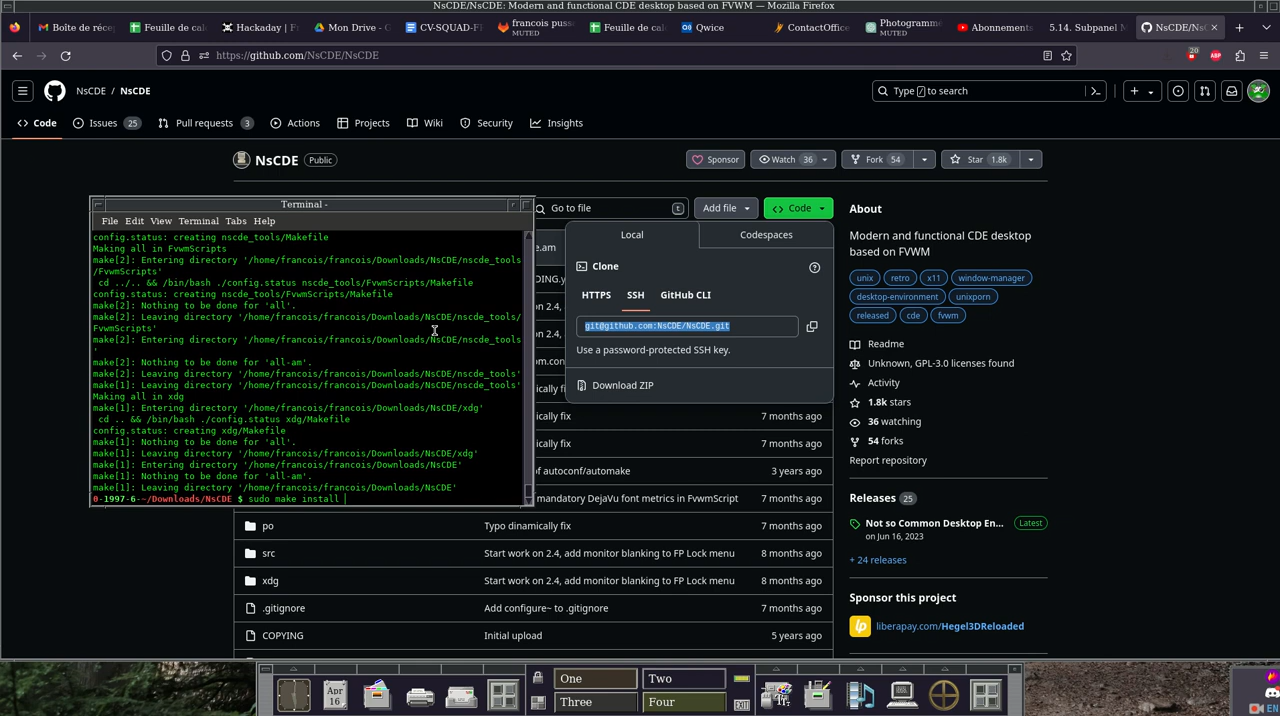 NsCDE/NsCDE: Modern and functional CDE desktop based on FVWM — Mozilla Firefox
Boîte de récep
Feuille de calc
Hackaday | Fr
Mon Drive -
CV-SQUAD-F
francois puss
MUTED
Feuille de calc
Qwice
ContactOffice
Photogramme
MUTED
Abonnements
5.14. Subpanel M
NsCDE/NsC
https://github.com/NsCDE/NsCDE
20
ABP
NsCDE / NsCDE
Type / to search
Code
Issues 25
Pull requests 3
Actions
Projects
Wiki
Security
Insights
NsCDE Public
Sponsor
Watch 36
Fork 54
Star 1.8k
Terminal -
File Edit View Terminal Tabs Help
config.status: creating nscde_tools/Makefile
Making all in FvwmScripts
make[2]: Entering directory '/home/francois/francois/Downloads/NsCDE/nscde_tools
/FvwmScripts'
cd ../.. && /bin/bash ./config.status nscde_tools/FvwmScripts/Makefile
config.status: creating nscde_tools/FvwmScripts/Makefile
make[2]: Nothing to be done for 'all'.
make[2]: Leaving directory '/home/francois/francois/Downloads/NsCDE/nscde_tools/
FvwmScripts'
make[2]: Entering directory '/home/francois/francois/Downloads/NsCDE/nscde_tools
'
make[2]: Nothing to be done for 'all-am'.
make[2]: Leaving directory '/home/francois/francois/Downloads/NsCDE/nscde_tools'
make[1]: Leaving directory '/home/francois/francois/Downloads/NsCDE/nscde_tools'
Making all in xdg
make[1]: Entering directory '/home/francois/francois/Downloads/NsCDE/xdg'
cd .. && /bin/bash ./config.status xdg/Makefile
config.status: creating xdg/Makefile
make[1]: Nothing to be done for 'all'.
make[1]: Leaving directory '/home/francois/francois/Downloads/NsCDE/xdg'
make[1]: Entering directory '/home/francois/francois/Downloads/NsCDE'
make[1]: Nothing to be done for 'all-am'.
make[1]: Leaving directory '/home/francois/francois/Downloads/NsCDE'
0-1997-6-~/Downloads/NsCDE $ sudo make install
Go to file t
Add file
Code
e.am
Local
Codespaces
Clone
HTTPS
SSH
GitHub CLI
git@github.com:NsCDE/NsCDE.git
Use a password-protected SSH key.
Download ZIP
ally fix 7 months ago
ally fix 7 months ago
of autoconf/automake 3 years ago
mandatory DejaVu font metrics in FvwmScript 7 months ago
po Typo dinamically fix 7 months ago
src Start work on 2.4, add monitor blanking to FP Lock menu 8 months ago
xdg Start work on 2.4, add monitor blanking to FP Lock menu 8 months ago
.gitignore Add configure~ to .gitignore 7 months ago
COPYING Initial upload 5 years ago
About
Modern and functional CDE desktop
based on FVWM
unix retro x11 window-manager
desktop-environment unixporn
released cde fvwm
Readme
Unknown, GPL-3.0 licenses found
Activity
1.8k stars
36 watching
54 forks
Report repository
Releases 25
Not so Common Desktop En... Latest
on Jun 16, 2023
+ 24 releases
Sponsor this project
lp liberapay.com/Hegel3DReloaded
Apr
16
One
Two
Three
Four
EXIT
EN